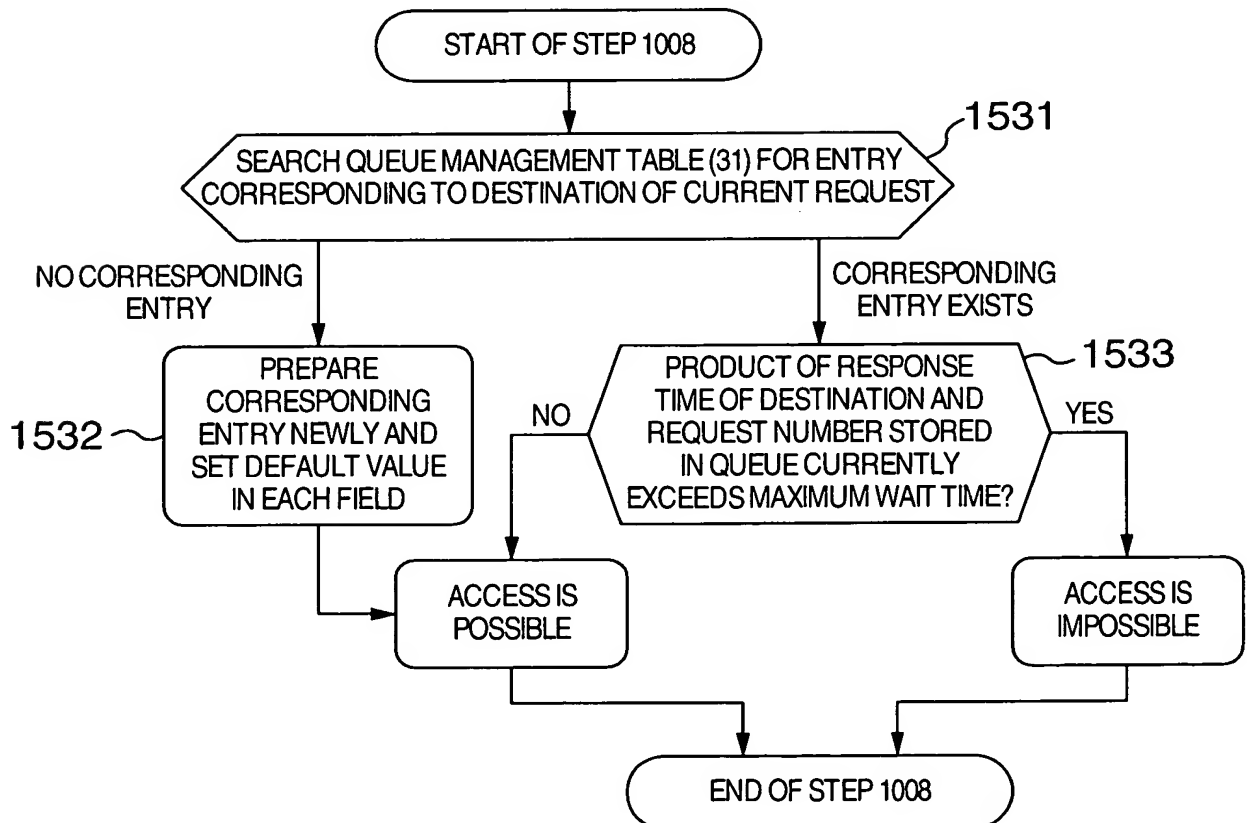 START OF STEP 1008
1531
SEARCH QUEUE MANAGEMENT TABLE (31) FOR ENTRY
CORRESPONDING TO DESTINATION OF CURRENT REQUEST
NO CORRESPONDING
ENTRY
CORRESPONDING
ENTRY EXISTS
1532
PREPARE
CORRESPONDING
ENTRY NEWLY AND
SET DEFAULT VALUE
IN EACH FIELD
1533
PRODUCT OF RESPONSE
TIME OF DESTINATION AND
REQUEST NUMBER STORED
IN QUEUE CURRENTLY
EXCEEDS MAXIMUM WAIT TIME?
NO
YES
ACCESS IS
POSSIBLE
ACCESS IS
IMPOSSIBLE
END OF STEP 1008